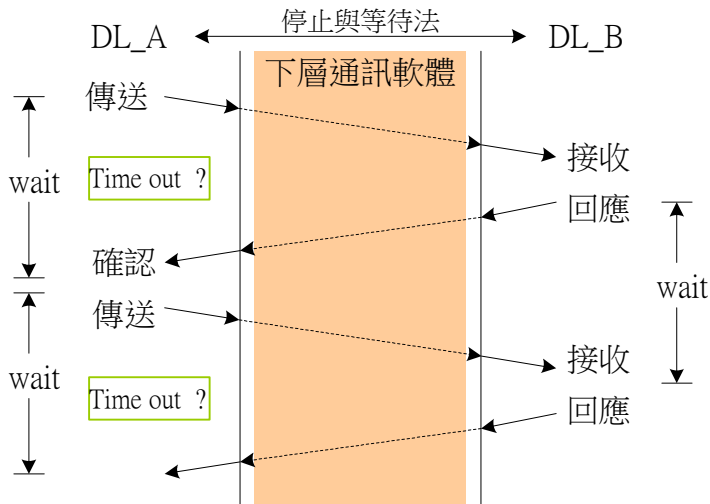 停止與等待法
DL_A
DL_B
下層通訊軟體
傳送
接收
wait
Time out ?
回應
確認
wait
傳送
接收
wait
Time out ?
回應